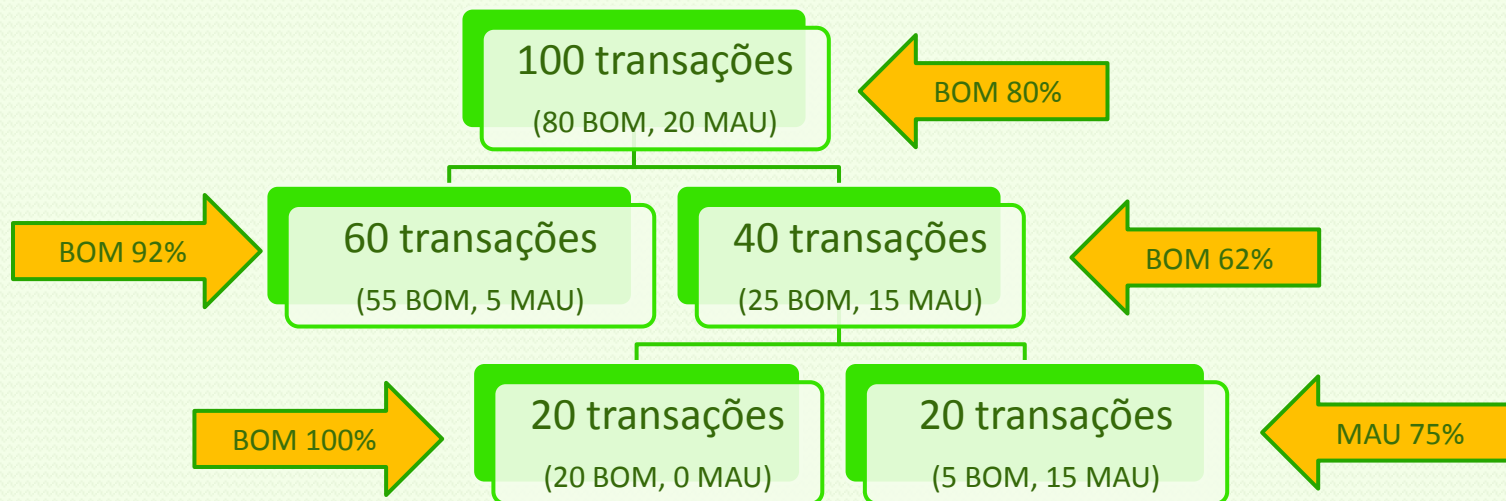 100 transações
(80 BOM, 20 MAU)
BOM 80%
BOM 92%
60 transações
(55 BOM, 5 MAU)
40 transações
(25 BOM, 15 MAU)
BOM 62%
BOM 100%
20 transações
(20 BOM, 0 MAU)
20 transações
(5 BOM, 15 MAU)
MAU 75%